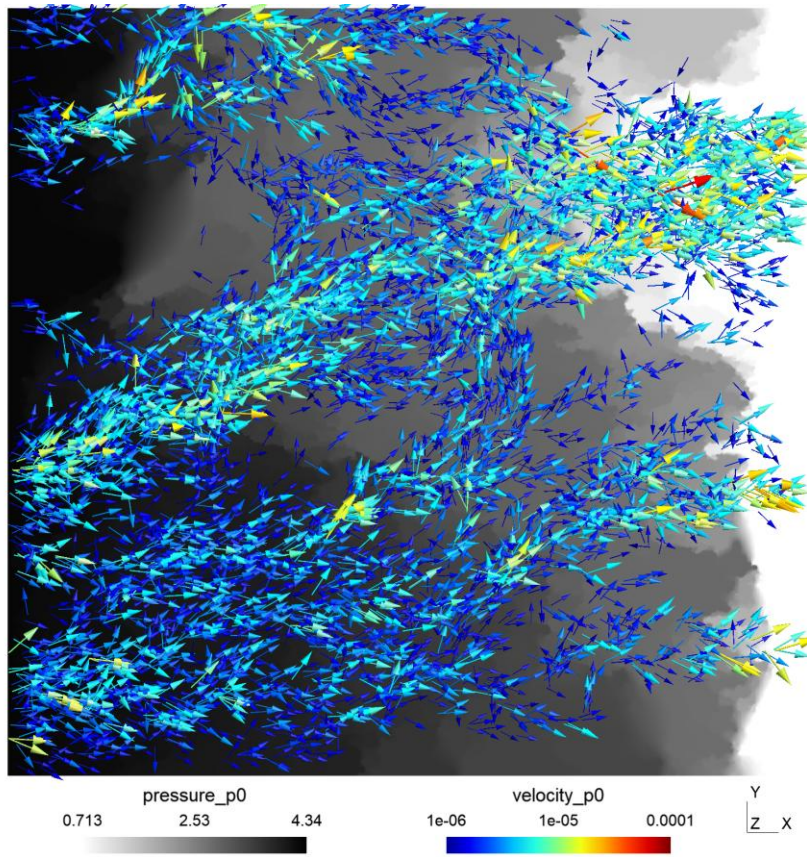 pressure_p0
0.713 2.53 4.34
velocity_p0
1e-06 1e-05 0.0001
Y
Z X